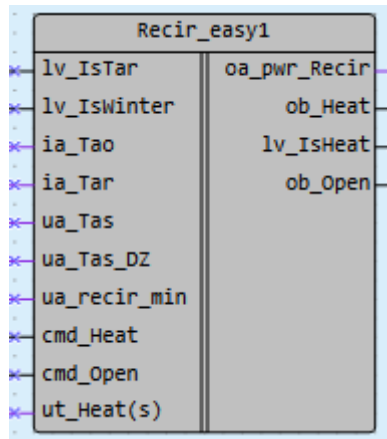 Recir_easy1
lv_IsTar oa_pwr_Recir
lv_IsWinter ob_Heat
ia_Tao lv_IsHeat
ia_Tar ob_Open
ua_Tas
ua_Tas_DZ
ua_recir_min
cmd_Heat
cmd_Open
ut_Heat(s)